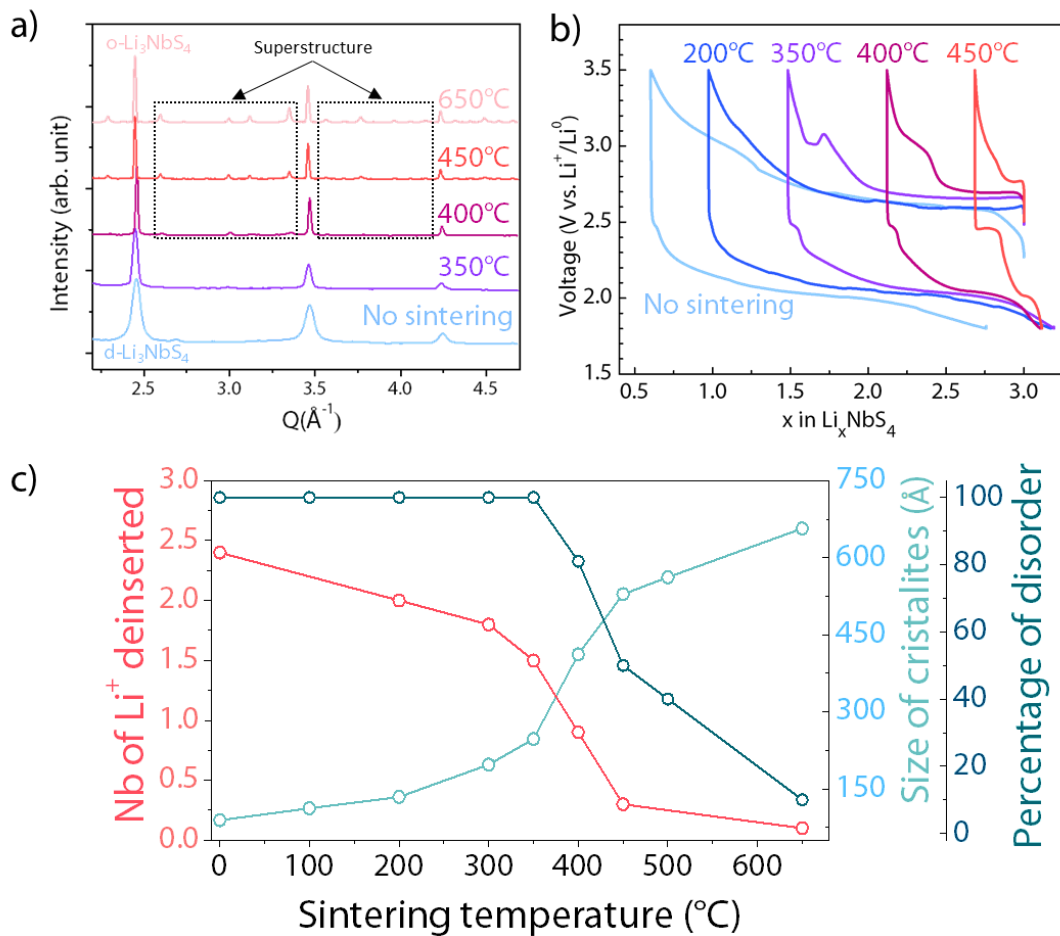 a)
o-Li₃NbS₄
Superstructure
650°C
450°C
400°C
350°C
No sintering
d-Li₃NbS₄
Intensity (arb. unit)
2.5 3.0 3.5 4.0 4.5
Q(Å⁻¹)
b)
200°C 350°C 400°C 450°C
No sintering
Voltage (V vs. Li⁺/Li⁰)
3.5
3.0
2.5
2.0
1.5
0.5 1.0 1.5 2.0 2.5 3.0
x in LiₓNbS₄
c)
Nb of Li⁺ deinserted
3.0
2.5
2.0
1.5
1.0
0.5
0.0
750
600
450
300
150
Size of cristalites (Å)
100
80
60
40
20
0
Percentage of disorder
0 100 200 300 400 500 600
Sintering temperature (°C)